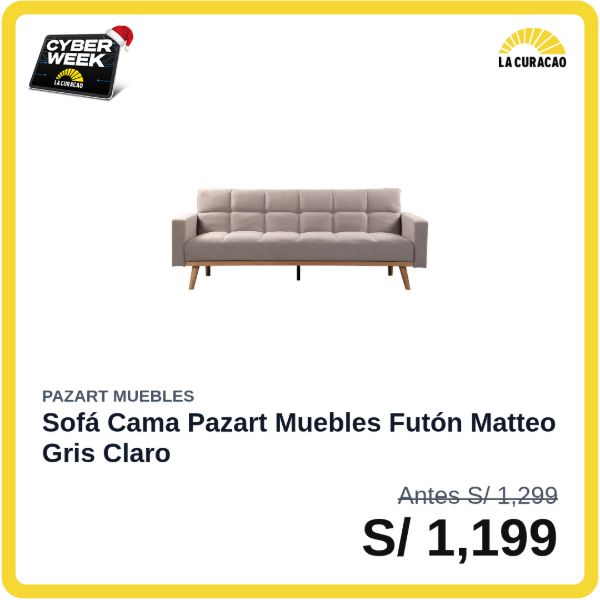 CYBER
WEEK
LA CURACAO
LA CURACAO
PAZART MUEBLES
Sofá Cama Pazart Muebles Futón Matteo
Gris Claro
Antes S/ 1,299
S/ 1,199